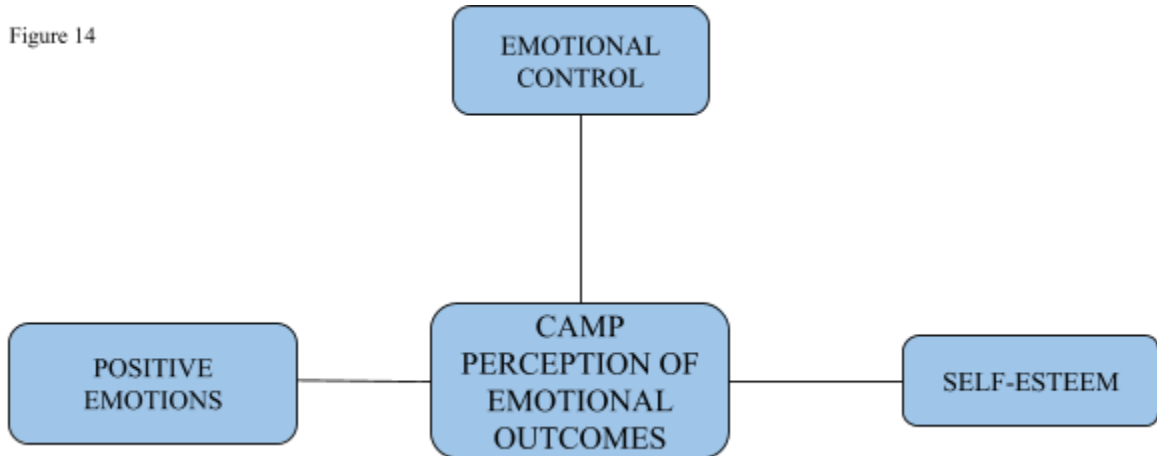 Figure 14
EMOTIONAL
CONTROL
POSITIVE
EMOTIONS
CAMP
PERCEPTION OF
EMOTIONAL
OUTCOMES
SELF-ESTEEM